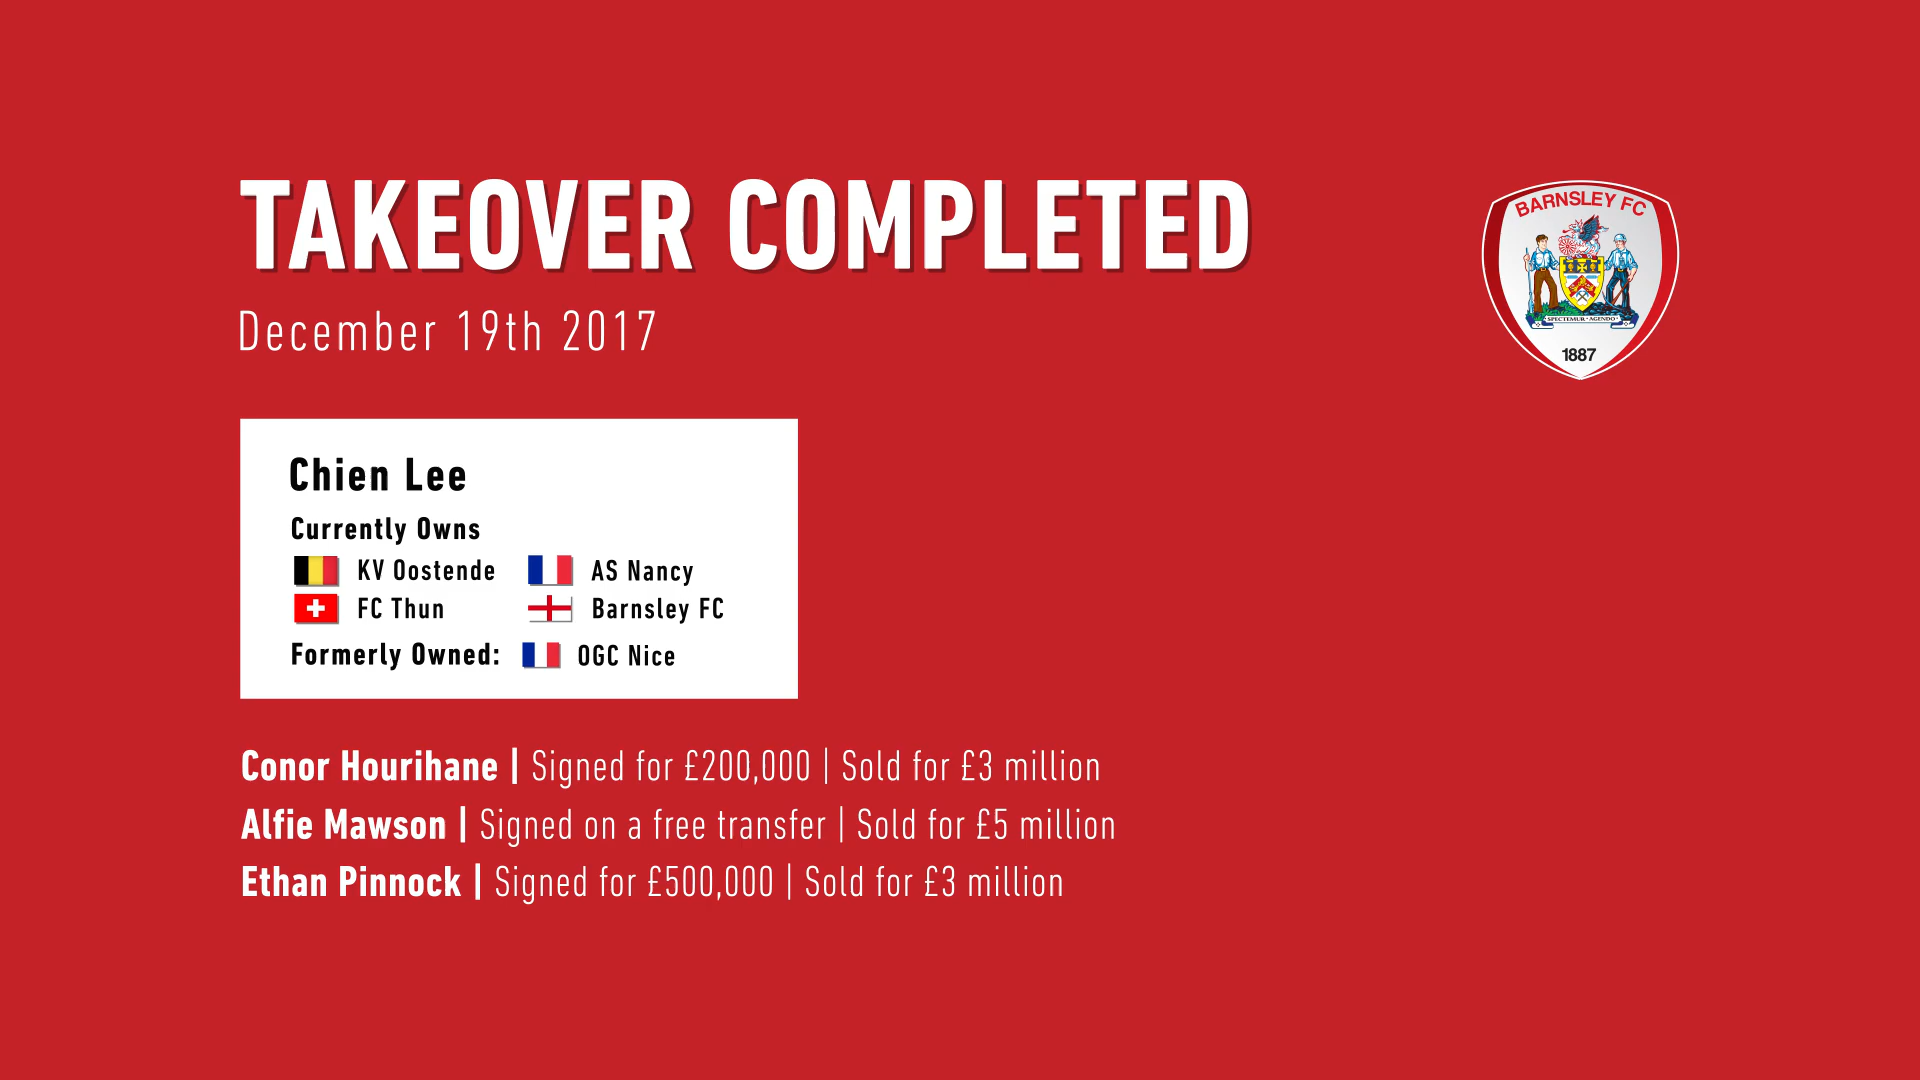 TAKEOVER COMPLETED
December 19th 2017
BARNSLEY FC
SPECTEMUR · AGENDO
1887
Chien Lee
Currently Owns
KV Oostende AS Nancy
FC Thun Barnsley FC
Formerly Owned: OGC Nice
Conor Hourihane | Signed for £200,000 | Sold for £3 million
Alfie Mawson | Signed on a free transfer | Sold for £5 million
Ethan Pinnock | Signed for £500,000 | Sold for £3 million